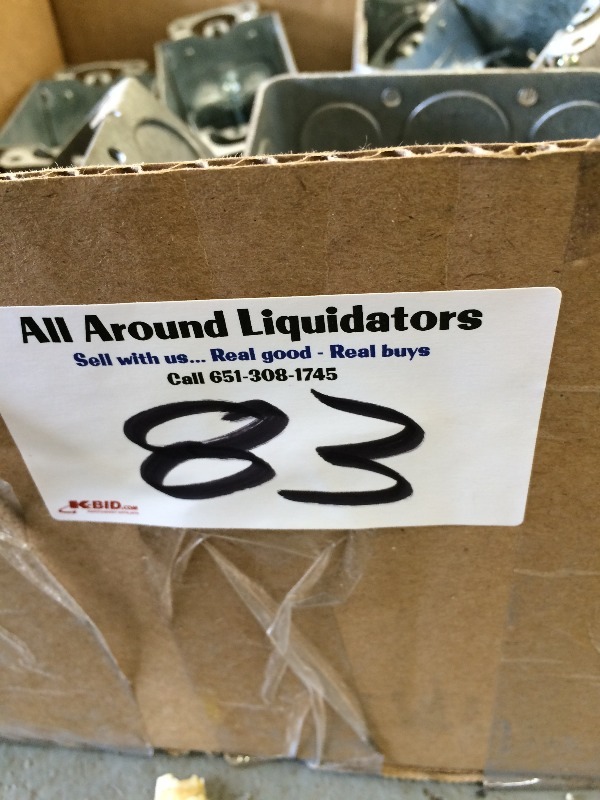 All Around Liquidators
Sell with us... Real good - Real buys
Call 651-308-1745
83
K-BID.com